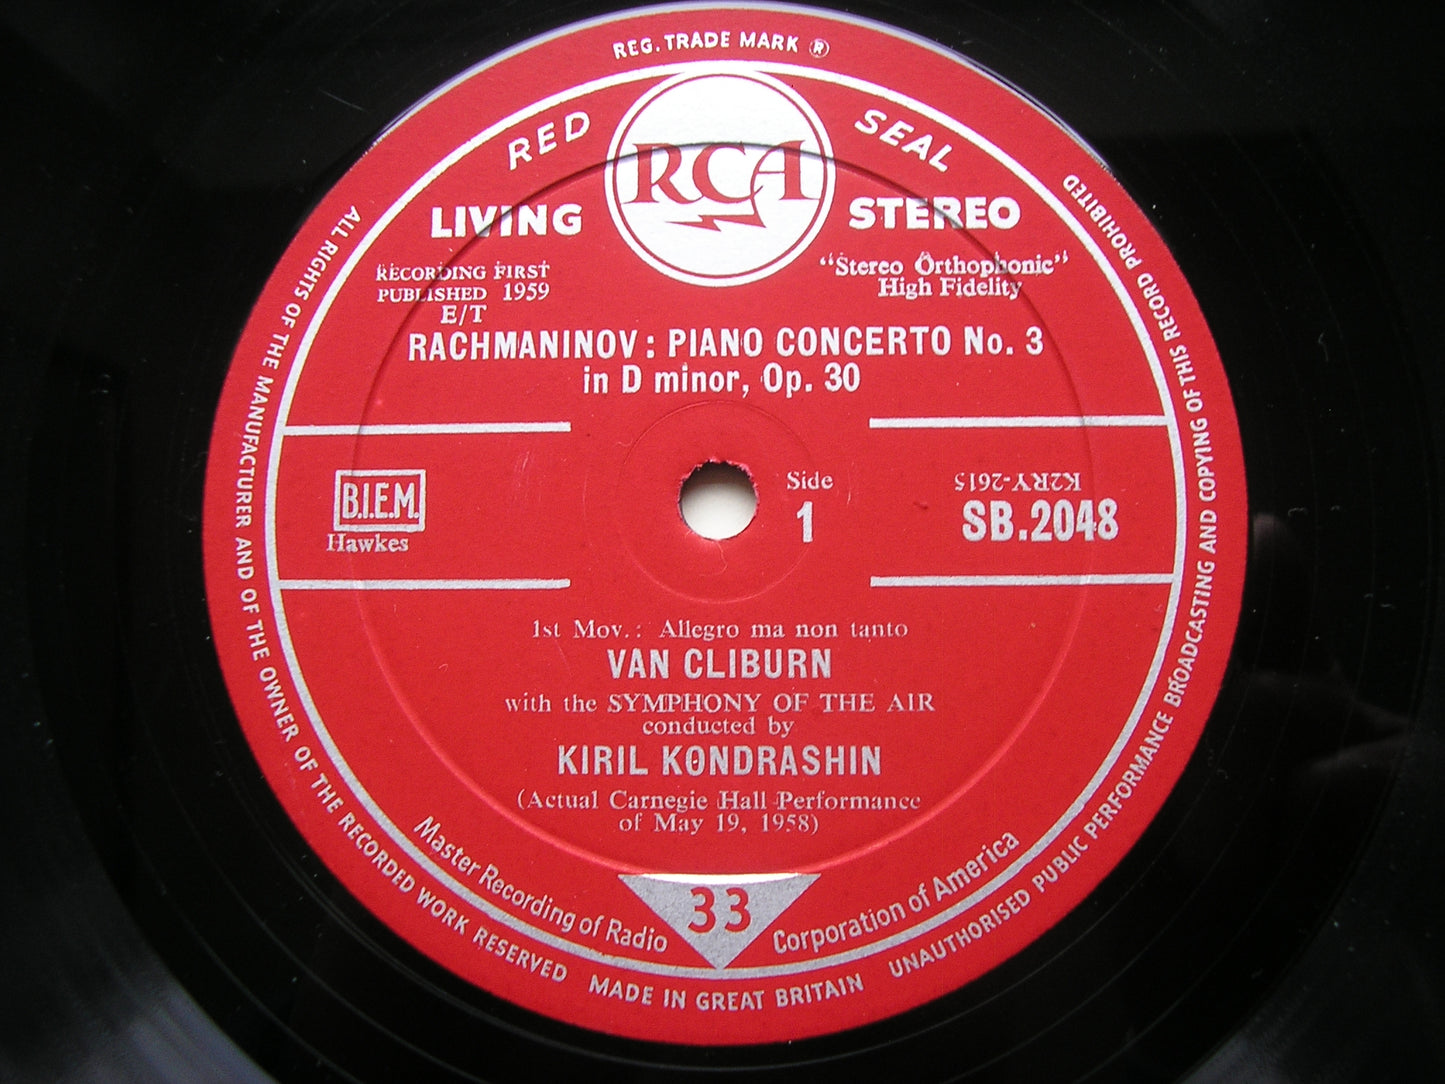 REG. TRADE MARK ®
RED SEAL
RCA
LIVING STEREO
RECORDING FIRST
PUBLISHED 1959
E/T
"Stereo Orthophonic"
High Fidelity
RACHMANINOV : PIANO CONCERTO No. 3
in D minor, Op. 30
B.I.E.M.
Hawkes
Side
1
K2RY-2615
SB.2048
1st Mov.: Allegro ma non tanto
VAN CLIBURN
with the SYMPHONY OF THE AIR
conducted by
KIRIL KONDRASHIN
(Actual Carnegie Hall Performance
of May 19, 1958)
33
Master Recording of Radio Corporation of America
ALL RIGHTS OF THE MANUFACTURER AND OF THE OWNER OF THE RECORDED WORK RESERVED
MADE IN GREAT BRITAIN
UNAUTHORISED PUBLIC PERFORMANCE BROADCASTING AND COPYING OF THIS RECORD PROHIBITED